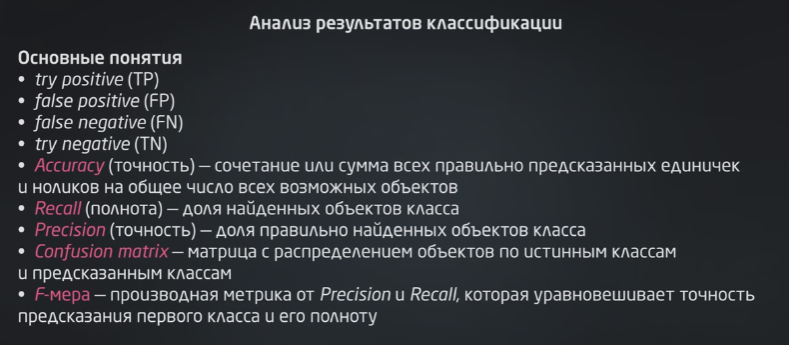 Анализ результатов классификации
Основные понятия
• try positive (TP)
• false positive (FP)
• false negative (FN)
• try negative (TN)
• Accuracy (точность) – сочетание или сумма всех правильно предсказанных единичек
и ноликов на общее число всех возможных объектов
• Recall (полнота) – доля найденных объектов класса
• Precision (точность) – доля правильно найденных объектов класса
• Confusion matrix – матрица с распределением объектов по истинным классам
и предсказанным классам
• F-мера – производная метрика от Precision и Recall, которая уравновешивает точность
предсказания первого класса и его полноту